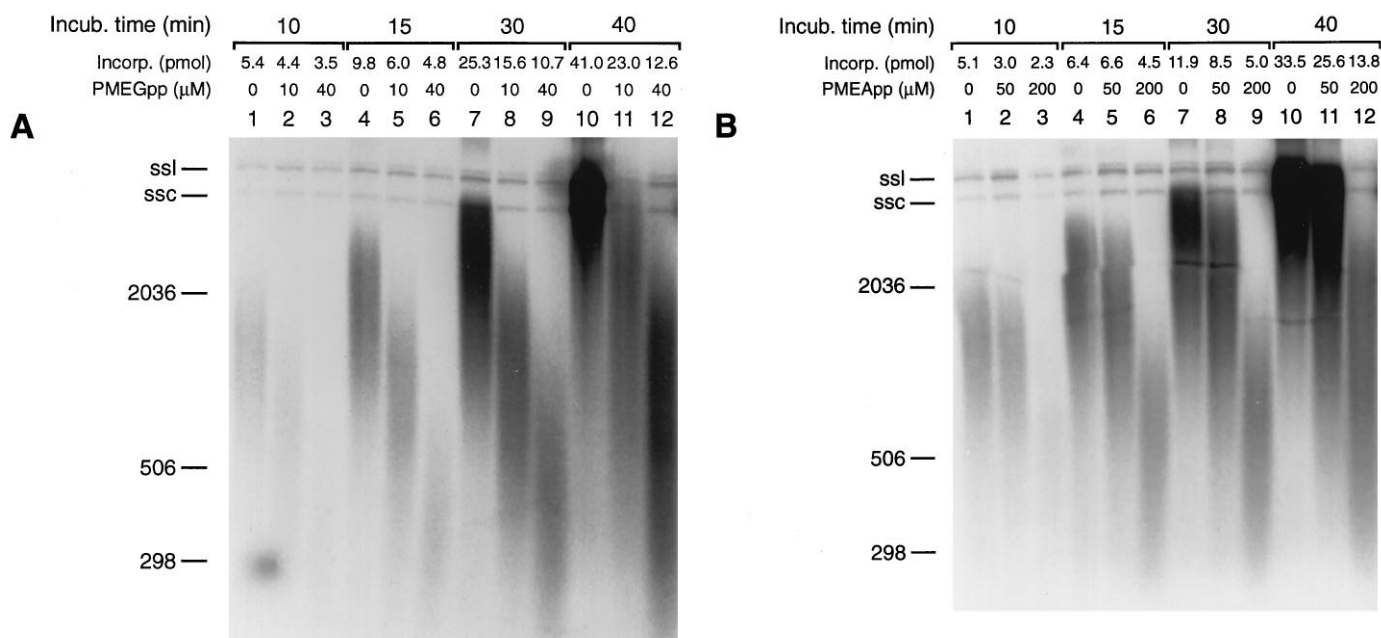 Incub. time (min) 10 15 30 40
Incorp. (pmol) 5.4 4.4 3.5 9.8 6.0 4.8 25.3 15.6 10.7 41.0 23.0 12.6
PMEGpp (μM) 0 10 40 0 10 40 0 10 40 0 10 40
A 1 2 3 4 5 6 7 8 9 10 11 12
ssl
ssc
2036
506
298
Incub. time (min) 10 15 30 40
Incorp. (pmol) 5.1 3.0 2.3 6.4 6.6 4.5 11.9 8.5 5.0 33.5 25.6 13.8
PMEApp (μM) 0 50 200 0 50 200 0 50 200 0 50 200
B 1 2 3 4 5 6 7 8 9 10 11 12
ssl
ssc
2036
506
298